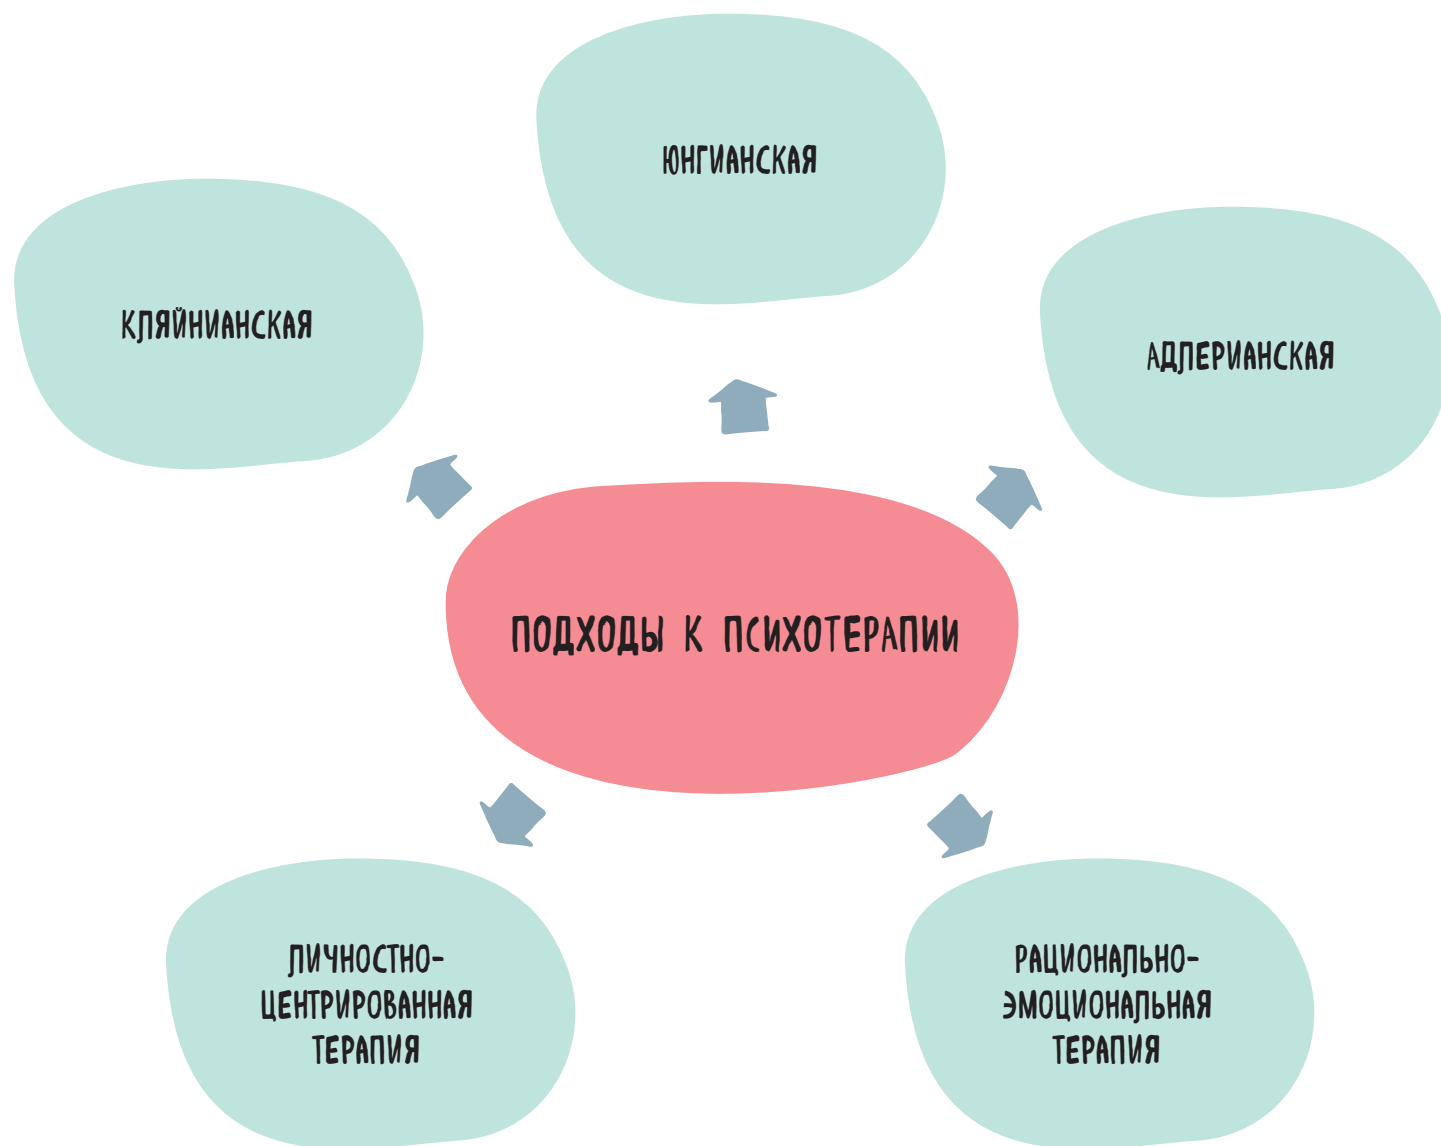 ЮНГИАНСКАЯ
КЛЯЙНИАНСКАЯ
АДЛЕРИАНСКАЯ
ПОДХОДЫ К ПСИХОТЕРАПИИ
ЛИЧНОСТНО-
ЦЕНТРИРОВАННАЯ
ТЕРАПИЯ
РАЦИОНАЛЬНО-
ЭМОЦИОНАЛЬНАЯ
ТЕРАПИЯ